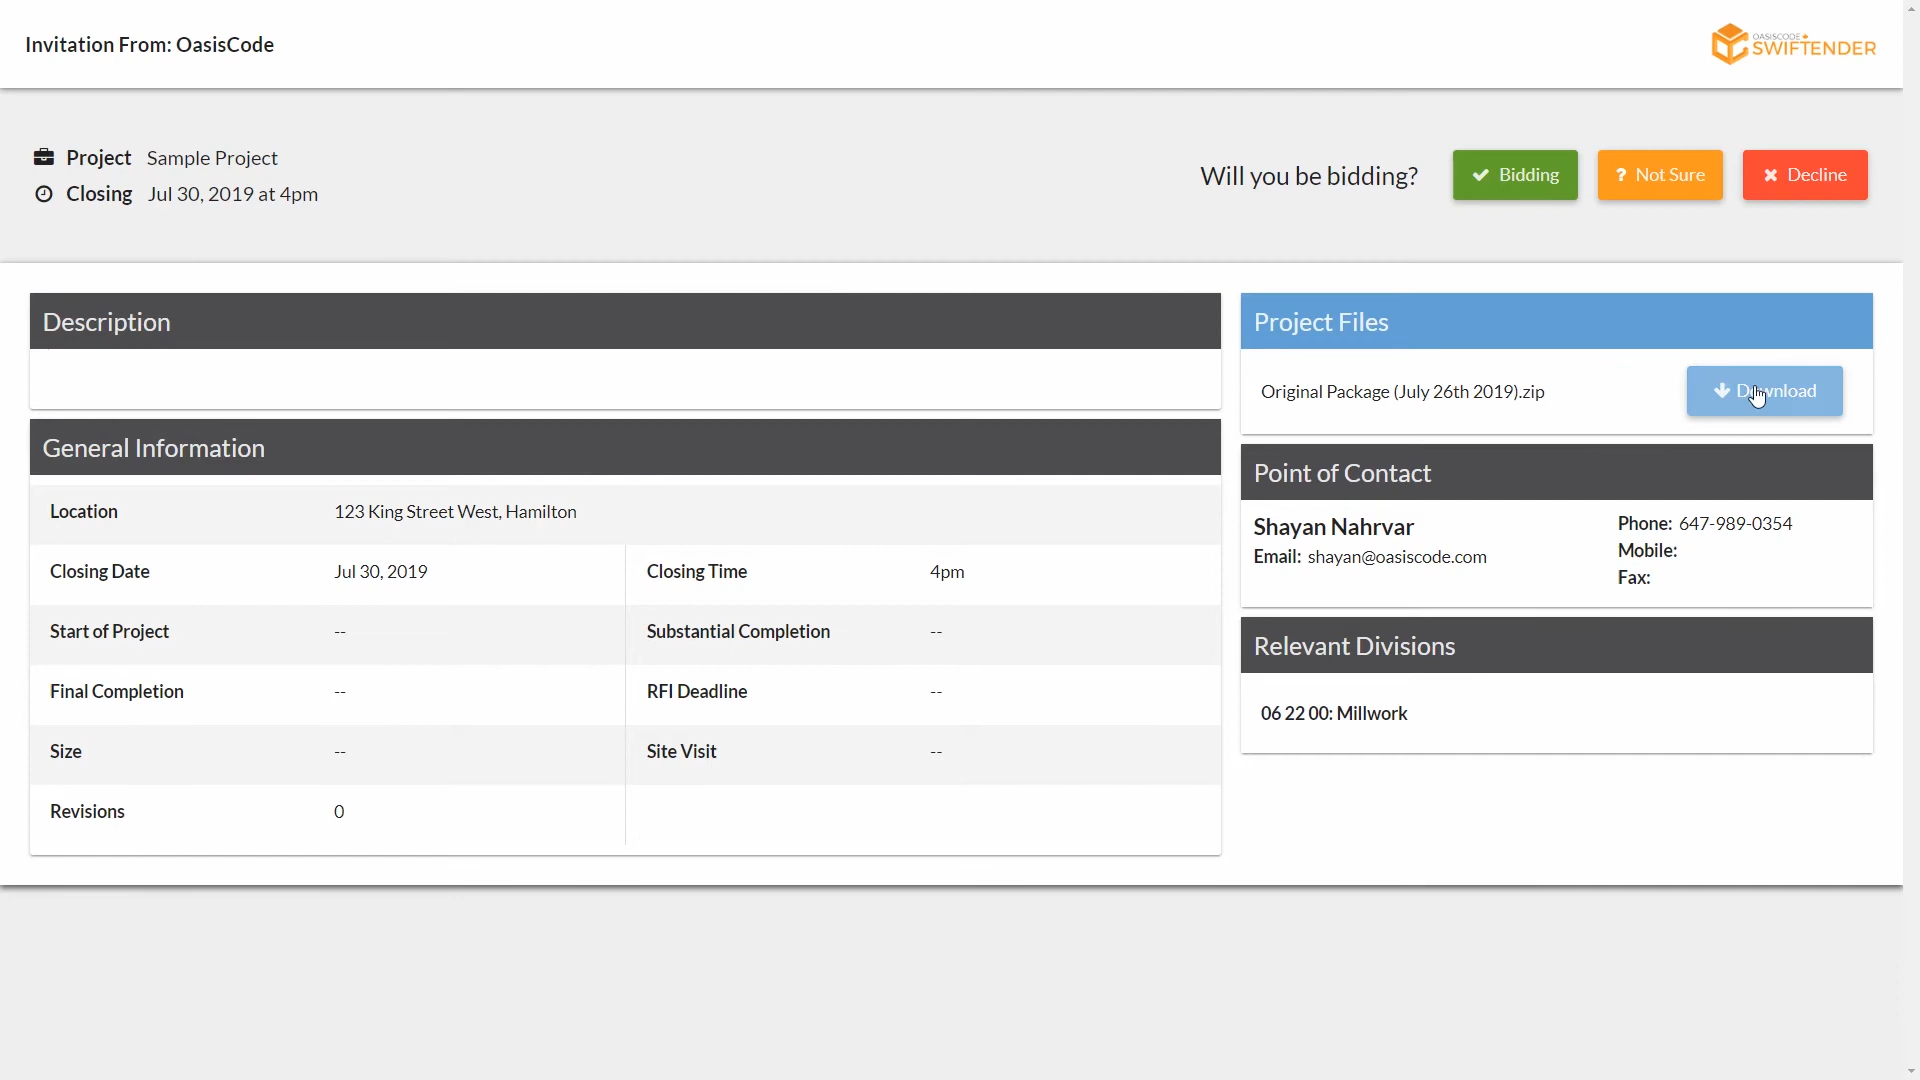 Invitation From: OasisCode
OASISCODE
SWIFTENDER
Project Sample Project
Closing Jul 30, 2019 at 4pm
Will you be bidding?
Bidding
? Not Sure
Decline
Description
General Information
Location 123 King Street West, Hamilton
Closing Date Jul 30, 2019 Closing Time 4pm
Start of Project -- Substantial Completion --
Final Completion -- RFI Deadline --
Size -- Site Visit --
Revisions 0
Project Files
Original Package (July 26th 2019).zip
Download
Point of Contact
Shayan Nahrvar
Email: shayan@oasiscode.com
Phone: 647-989-0354
Mobile:
Fax:
Relevant Divisions
06 22 00: Millwork